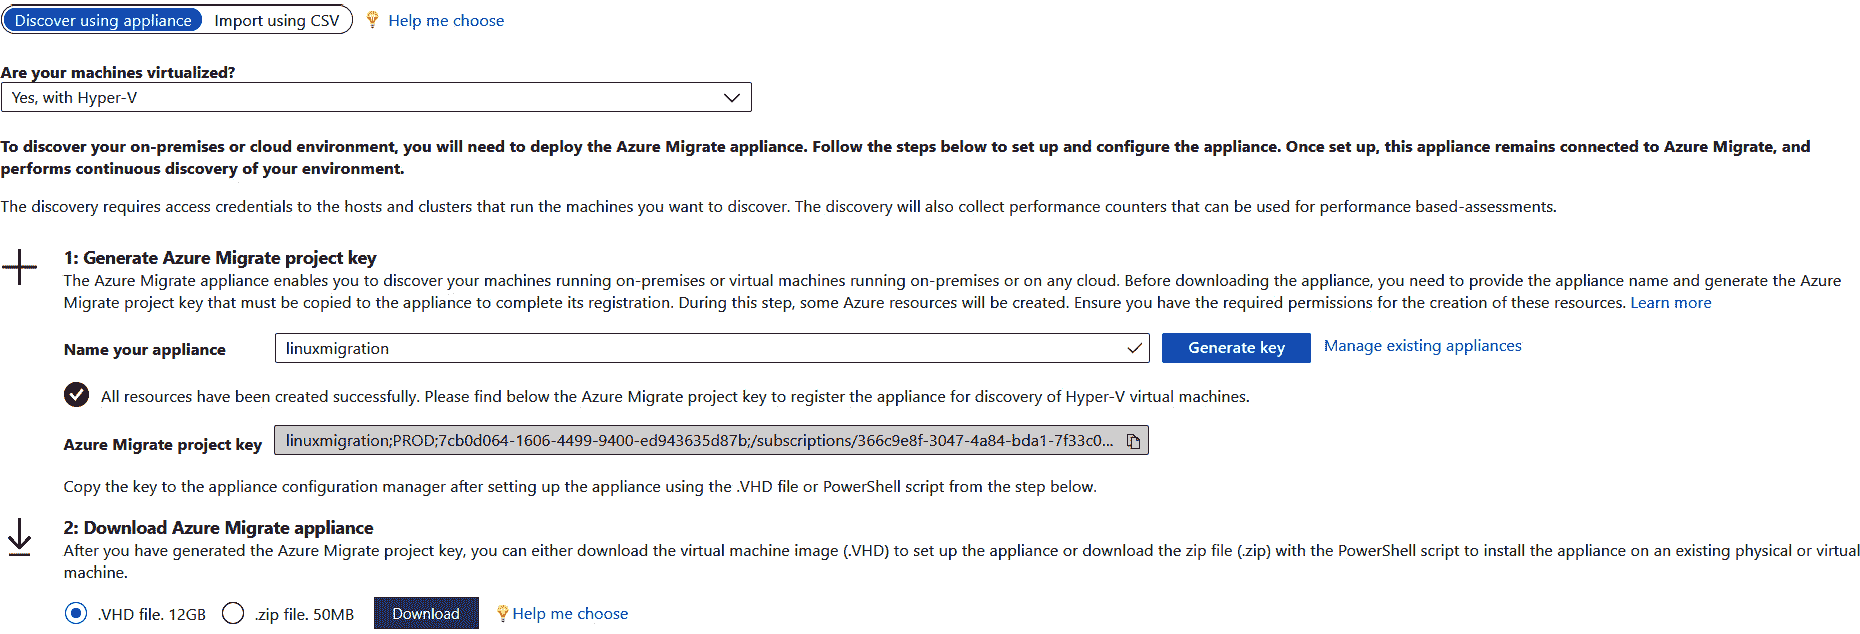 Discover using appliance Import using CSV Help me choose
Are your machines virtualized?
Yes, with Hyper-V
To discover your on-premises or cloud environment, you will need to deploy the Azure Migrate appliance. Follow the steps below to set up and configure the appliance. Once set up, this appliance remains connected to Azure Migrate, and
performs continuous discovery of your environment.
The discovery requires access credentials to the hosts and clusters that run the machines you want to discover. The discovery will also collect performance counters that can be used for performance based-assessments.
1: Generate Azure Migrate project key
The Azure Migrate appliance enables you to discover your machines running on-premises or virtual machines running on-premises or on any cloud. Before downloading the appliance, you need to provide the appliance name and generate the Azure
Migrate project key that must be copied to the appliance to complete its registration. During this step, some Azure resources will be created. Ensure you have the required permissions for the creation of these resources. Learn more
Name your appliance linuxmigration Generate key Manage existing appliances
All resources have been created successfully. Please find below the Azure Migrate project key to register the appliance for discovery of Hyper-V virtual machines.
Azure Migrate project key linuxmigration;PROD;7cb0d064-1606-4499-9400-ed943635d87b;/subscriptions/366c9e8f-3047-4a84-bda1-7f33c0...
Copy the key to the appliance configuration manager after setting up the appliance using the .VHD file or PowerShell script from the step below.
2: Download Azure Migrate appliance
After you have generated the Azure Migrate project key, you can either download the virtual machine image (.VHD) to set up the appliance or download the zip file (.zip) with the PowerShell script to install the appliance on an existing physical or virtual
machine.
.VHD file. 12GB .zip file. 50MB Download Help me choose